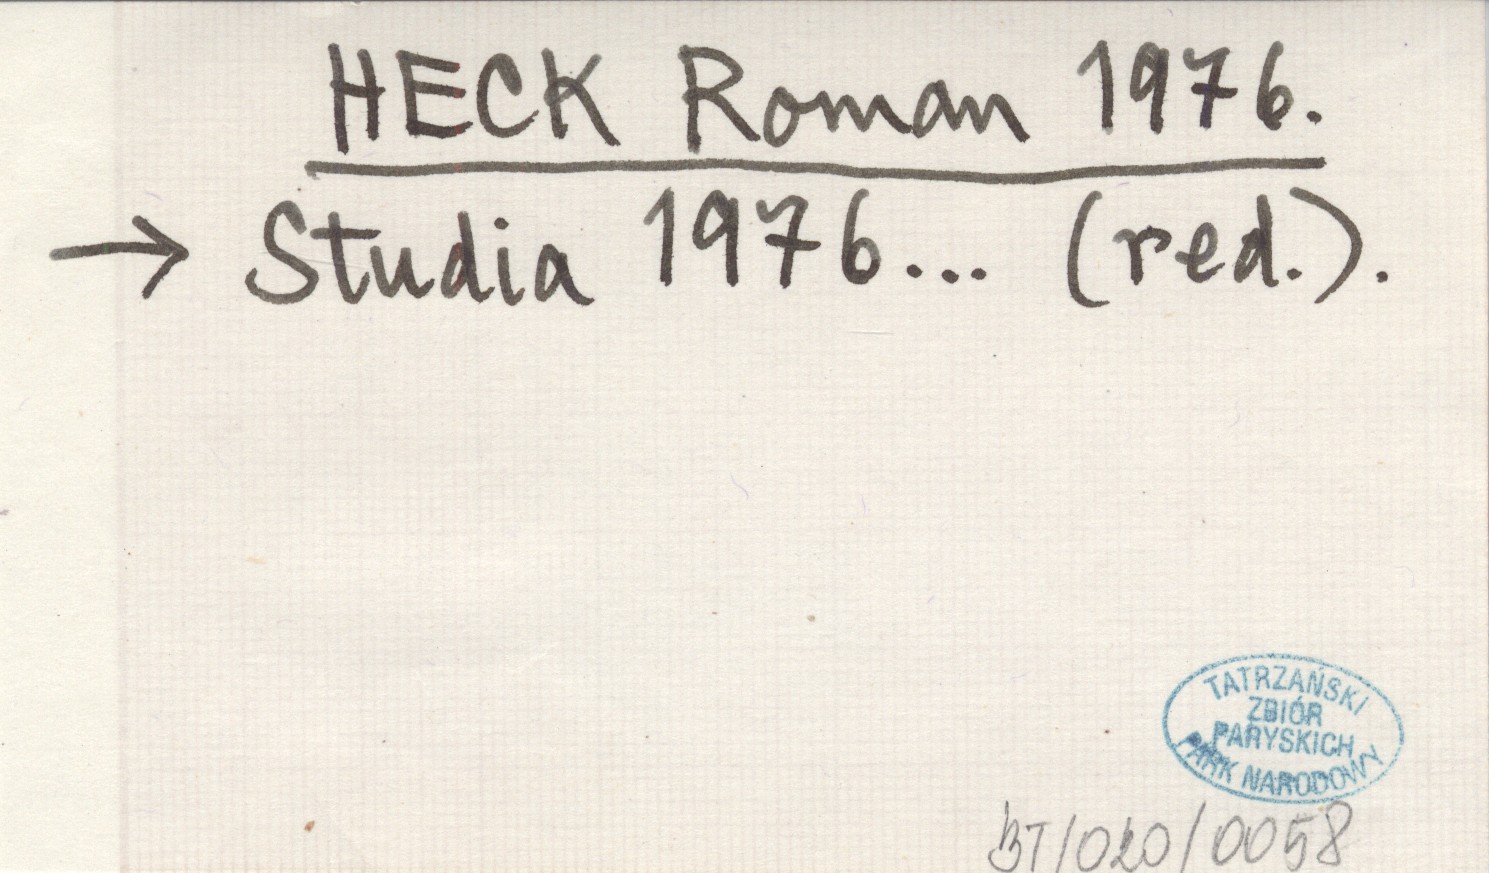 HECK Roman 1976.
→ Studia 1976... (red.).
TATRZAŃSKI
ZBIÓR
PARYSKICH
PARK NARODOWY
BT/020/0058